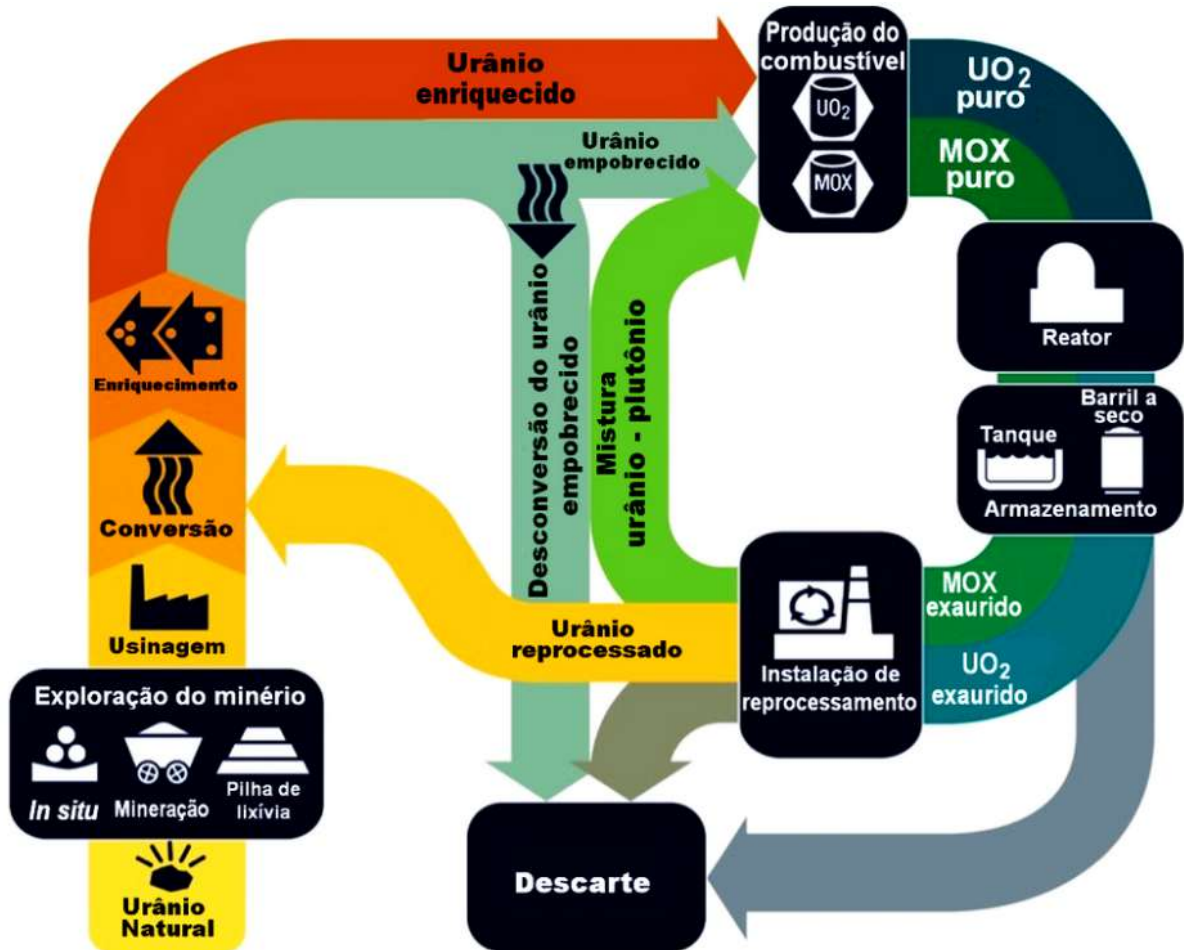 Produção do
combustível
UO2
MOX
Urânio
enriquecido
Urânio
empobrecido
UO2
puro
MOX
puro
Reator
Barril a
seco
Tanque
Armazenamento
Enriquecimento
Desconversão do urânio
empobrecido
Mistura
urânio - plutônio
Conversão
Usinagem
Urânio
reprocessado
Instalação de
reprocessamento
MOX
exaurido
UO2
exaurido
Exploração do minério
In situ
Mineração
Pilha de
lixívia
Urânio
Natural
Descarte